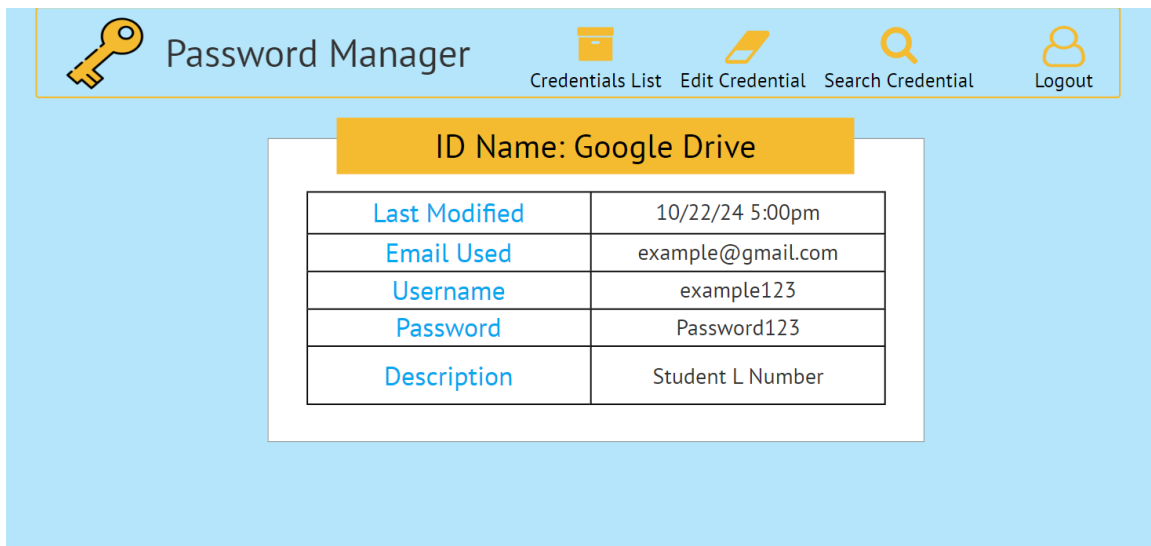 Password Manager
Credentials List Edit Credential Search Credential Logout
ID Name: Google Drive
Last Modified 10/22/24 5:00pm
Email Used example@gmail.com
Username example123
Password Password123
Description Student L Number